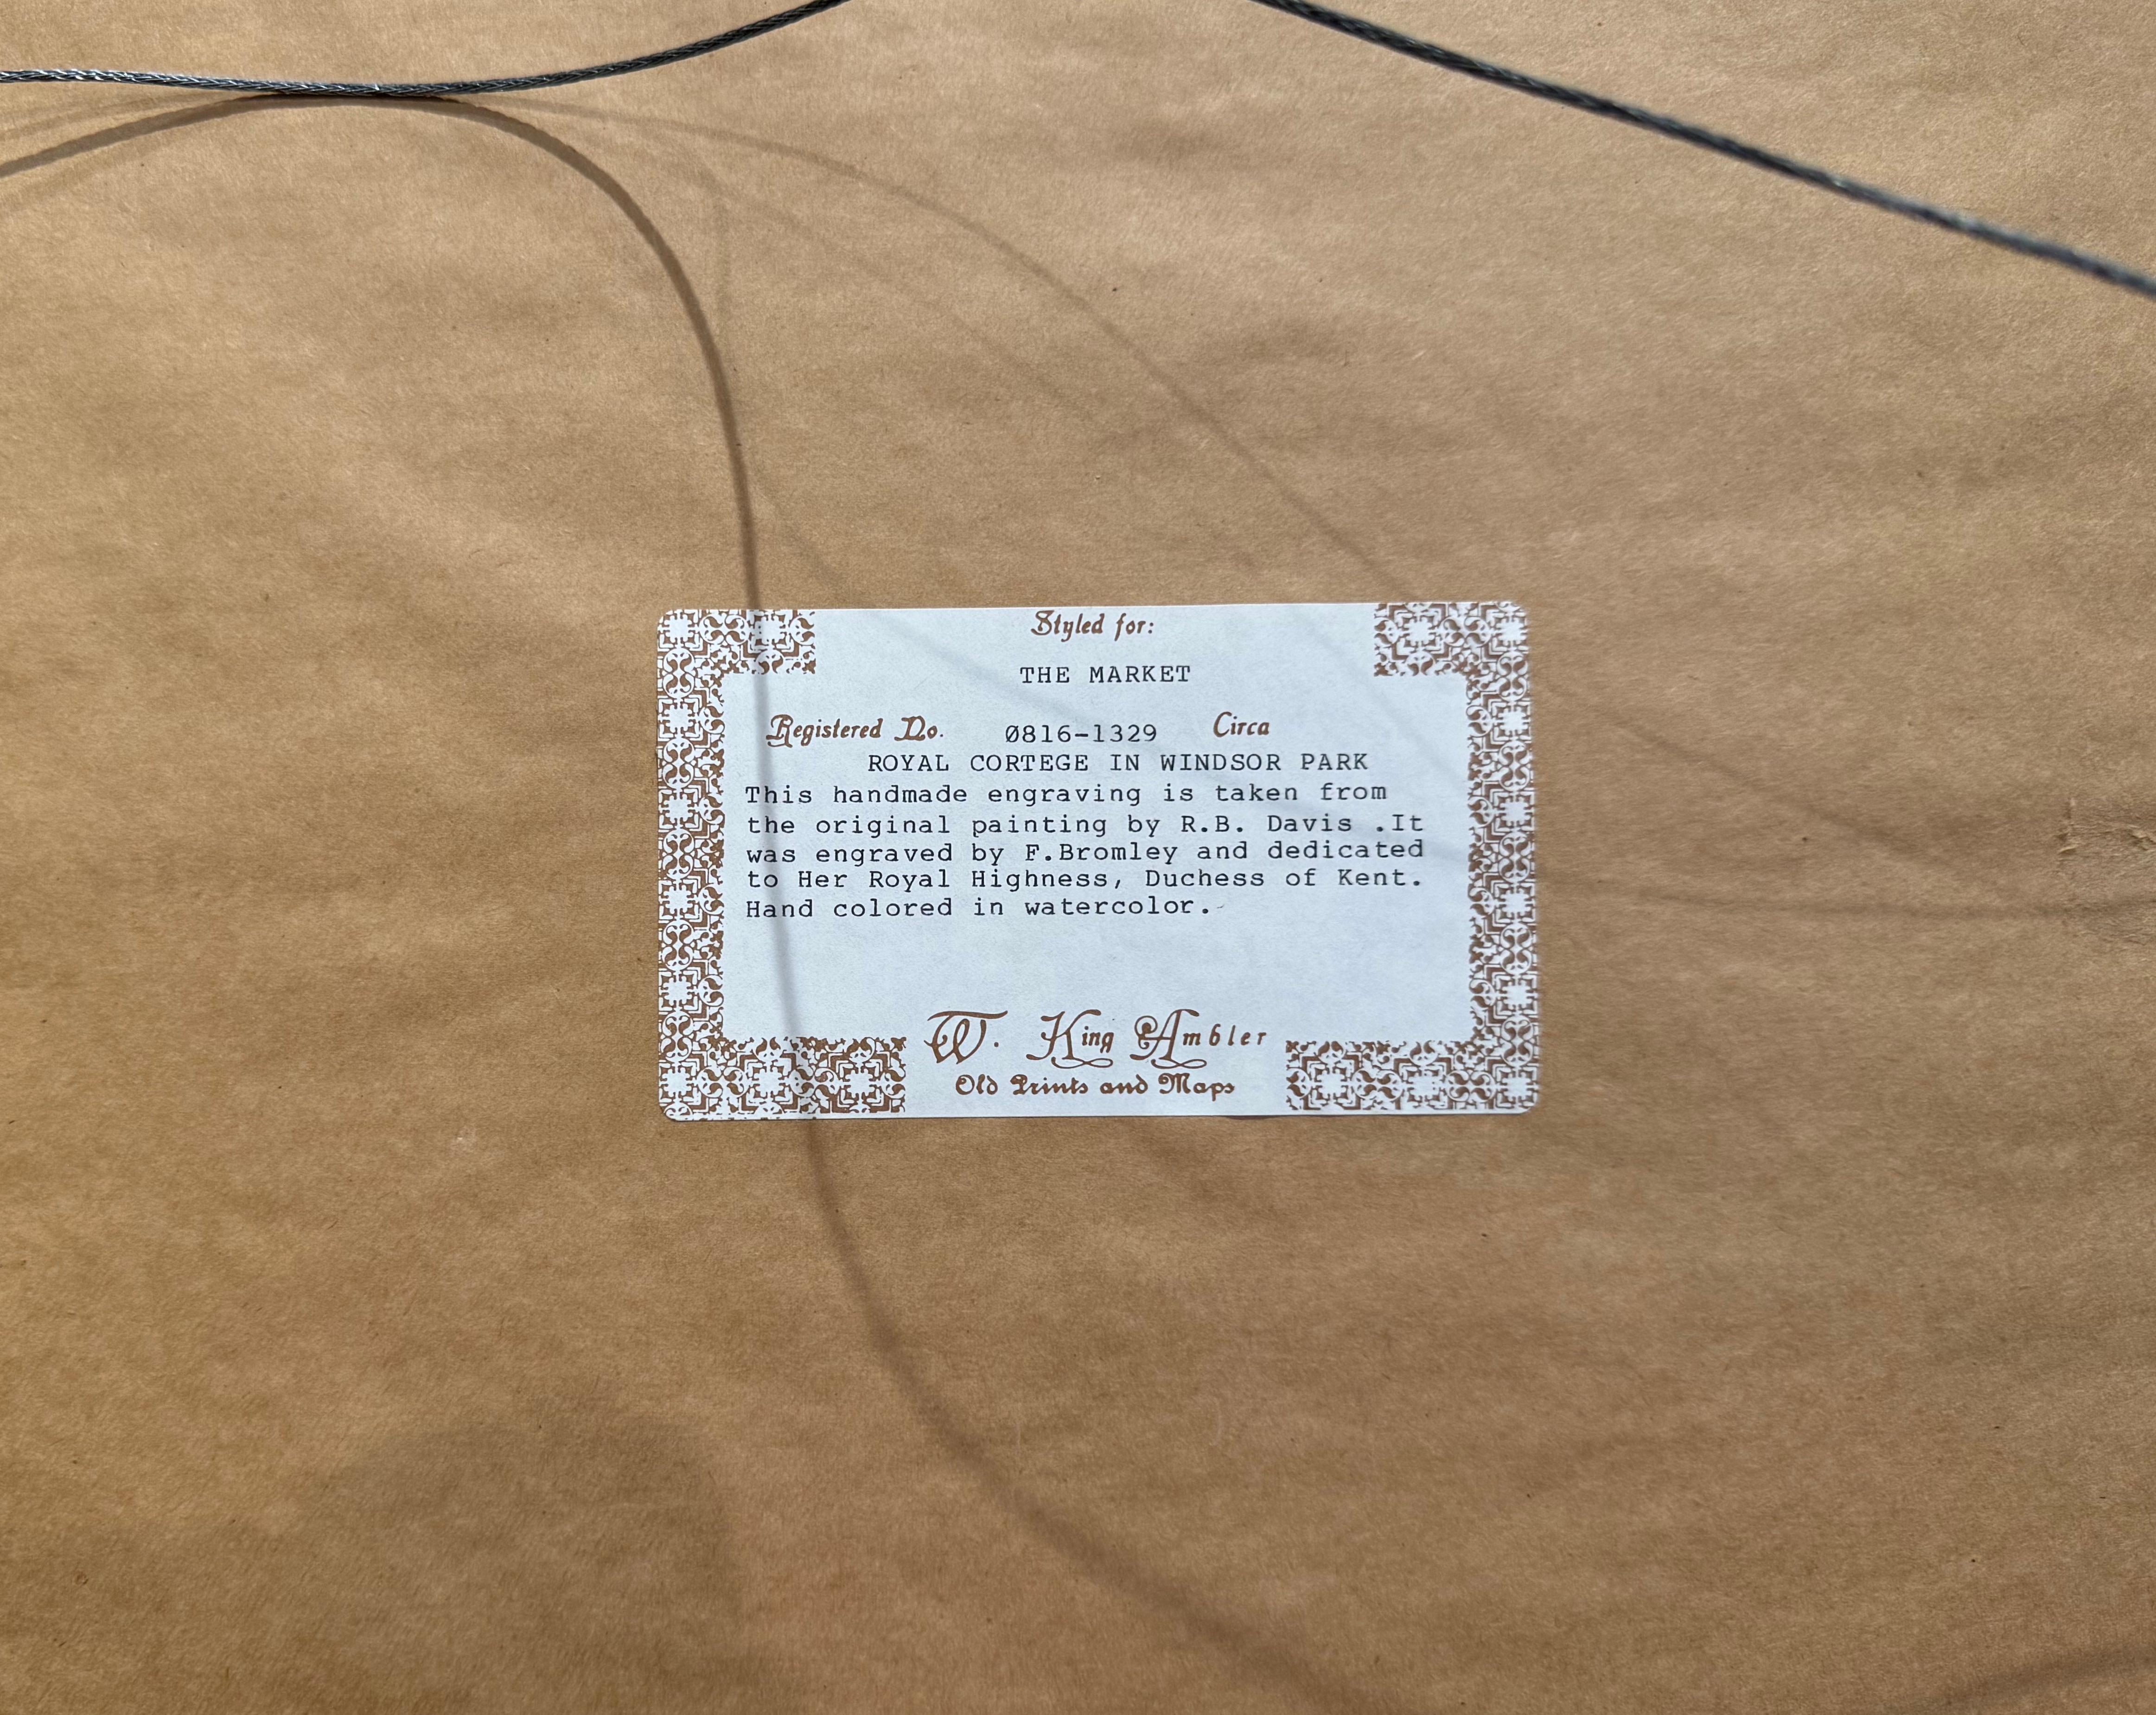 Styled for:
THE MARKET
Registered No. 0816-1329 Circa
ROYAL CORTEGE IN WINDSOR PARK
This handmade engraving is taken from
the original painting by R.B. Davis .It
was engraved by F.Bromley and dedicated
to Her Royal Highness, Duchess of Kent.
Hand colored in watercolor.
W. King Ambler
Old Prints and Maps